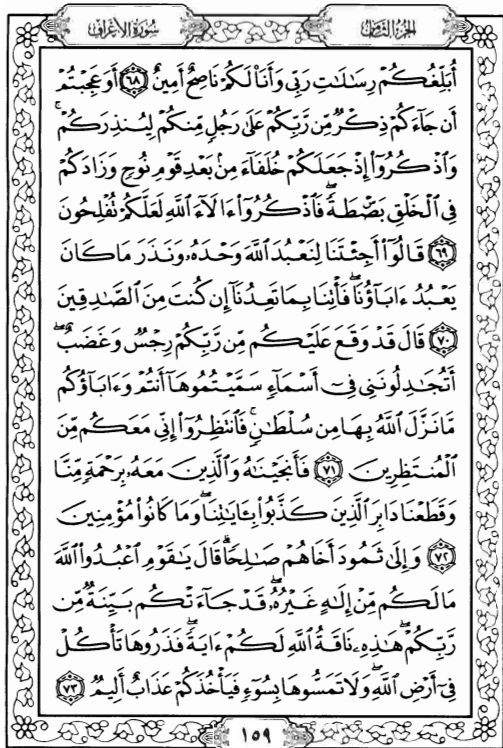 سورة الأعراف
الجزء الثامن
أُبَلِّغُكُمْ رِسَٰلَٰتِ رَبِّى وَأَنَا۠ لَكُمْ نَاصِحٌ أَمِينٌ ٦٨ أَوَعَجِبْتُمْ
أَن جَآءَكُمْ ذِكْرٌ مِّن رَّبِّكُمْ عَلَىٰ رَجُلٍ مِّنكُمْ لِيُنذِرَكُمْ ۚ
وَٱذْكُرُوٓا۟ إِذْ جَعَلَكُمْ خُلَفَآءَ مِنۢ بَعْدِ قَوْمِ نُوحٍ وَزَادَكُمْ
فِى ٱلْخَلْقِ بَصْۜطَةً ۖ فَٱذْكُرُوٓا۟ ءَالَآءَ ٱللَّهِ لَعَلَّكُمْ تُفْلِحُونَ
٦٩ قَالُوٓا۟ أَجِئْتَنَا لِنَعْبُدَ ٱللَّهَ وَحْدَهُۥ وَنَذَرَ مَا كَانَ
يَعْبُدُ ءَابَآؤُنَا ۖ فَأْتِنَا بِمَا تَعِدُنَآ إِن كُنتَ مِنَ ٱلصَّٰدِقِينَ
٧٠ قَالَ قَدْ وَقَعَ عَلَيْكُم مِّن رَّبِّكُمْ رِجْسٌ وَغَضَبٌ ۖ
أَتُجَٰدِلُونَنِى فِىٓ أَسْمَآءٍ سَمَّيْتُمُوهَآ أَنتُمْ وَءَابَآؤُكُم
مَّا نَزَّلَ ٱللَّهُ بِهَا مِن سُلْطَٰنٍ ۚ فَٱنتَظِرُوٓا۟ إِنِّى مَعَكُم مِّنَ
ٱلْمُنتَظِرِينَ ٧١ فَأَنجَيْنَٰهُ وَٱلَّذِينَ مَعَهُۥ بِرَحْمَةٍ مِّنَّا
وَقَطَعْنَا دَابِرَ ٱلَّذِينَ كَذَّبُوا۟ بِـَٔايَٰتِنَا ۖ وَمَا كَانُوا۟ مُؤْمِنِينَ
٧٢ وَإِلَىٰ ثَمُودَ أَخَاهُمْ صَٰلِحًا ۗ قَالَ يَٰقَوْمِ ٱعْبُدُوا۟ ٱللَّهَ
مَا لَكُم مِّنْ إِلَٰهٍ غَيْرُهُۥ ۖ قَدْ جَآءَتْكُم بَيِّنَةٌ مِّن
رَّبِّكُمْ ۖ هَٰذِهِۦ نَاقَةُ ٱللَّهِ لَكُمْ ءَايَةً ۖ فَذَرُوهَا تَأْكُلْ
فِىٓ أَرْضِ ٱللَّهِ ۖ وَلَا تَمَسُّوهَا بِسُوٓءٍ فَيَأْخُذَكُمْ عَذَابٌ أَلِيمٌ ٧٣
١٥٩